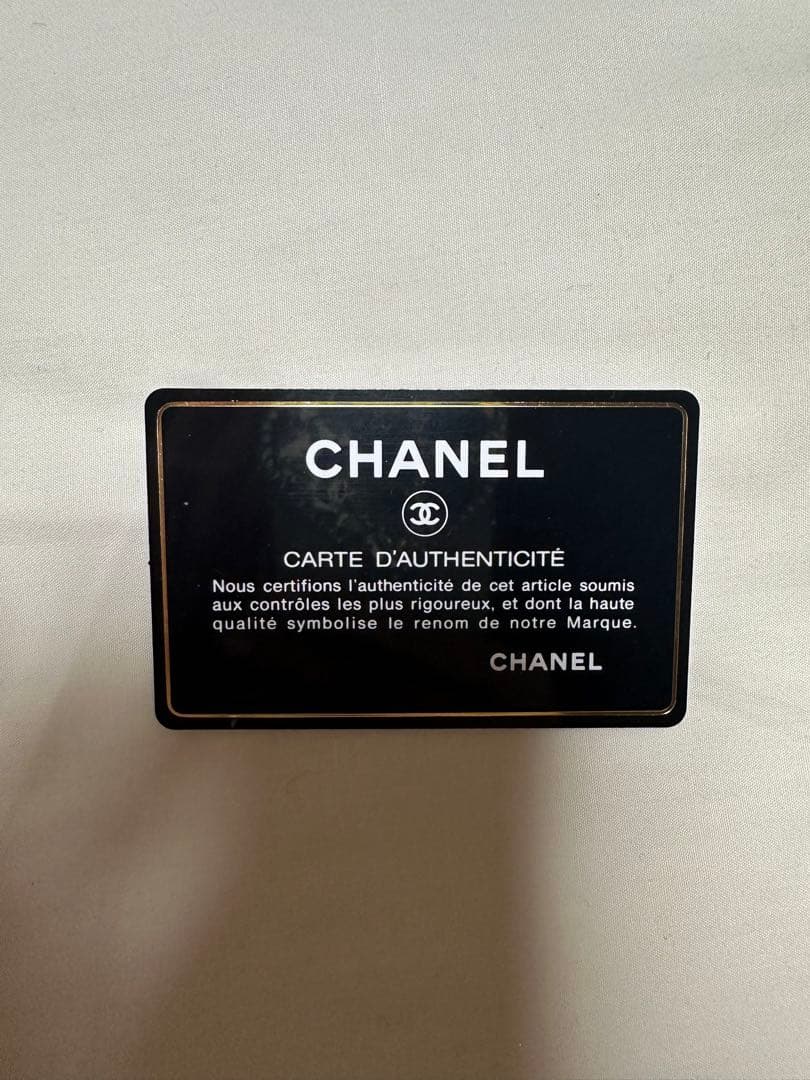 CHANEL
CARTE D'AUTHENTICITÉ
Nous certifions l'authenticité de cet article soumis
aux contrôles les plus rigoureux, et dont la haute
qualité symbolise le renom de notre Marque.
CHANEL